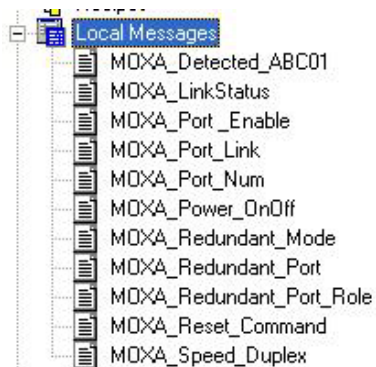 Local Messages
MOXA_Detected_ABC01
MOXA_LinkStatus
MOXA_Port _Enable
MOXA_Port_Link
MOXA_Port_Num
MOXA_Power_OnOff
MOXA_Redundant_Mode
MOXA_Redundant_Port
MOXA_Redundant_Port_Role
MOXA_Reset_Command
MOXA_Speed_Duplex